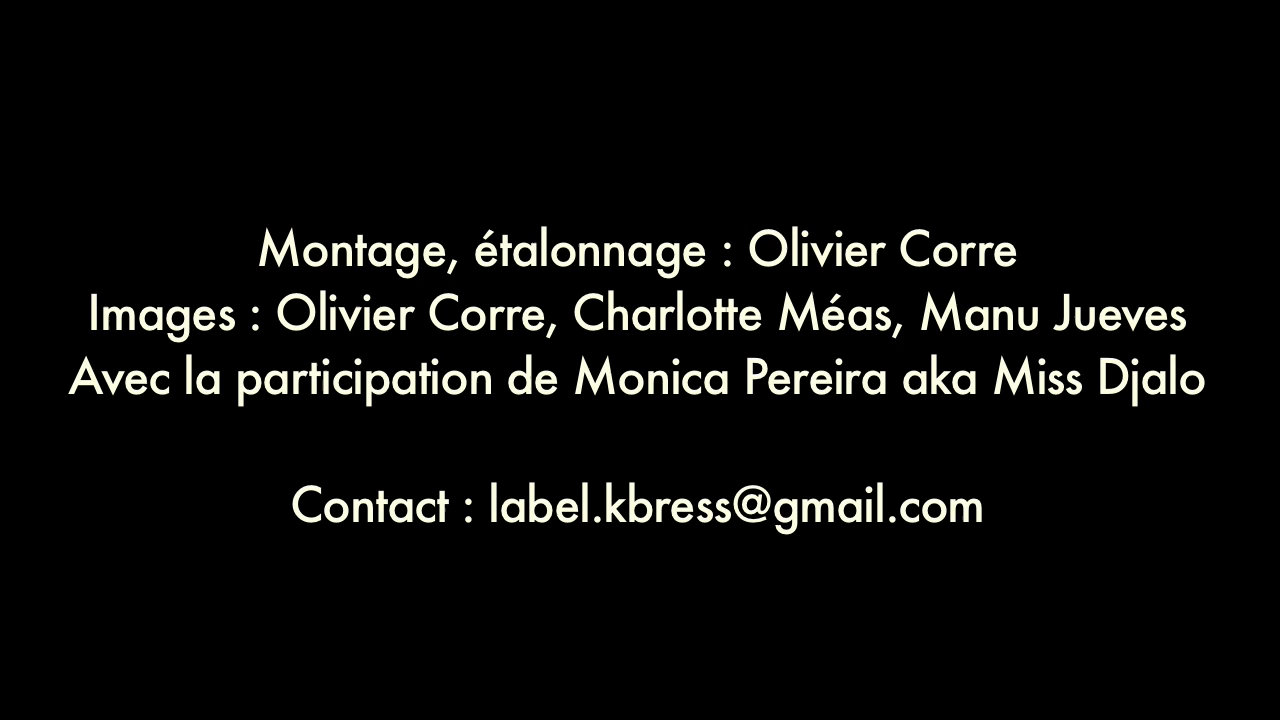 Montage, étalonnage : Olivier Corre
Images : Olivier Corre, Charlotte Méas, Manu Jueves
Avec la participation de Monica Pereira aka Miss Djalo
Contact : label.kbress@gmail.com